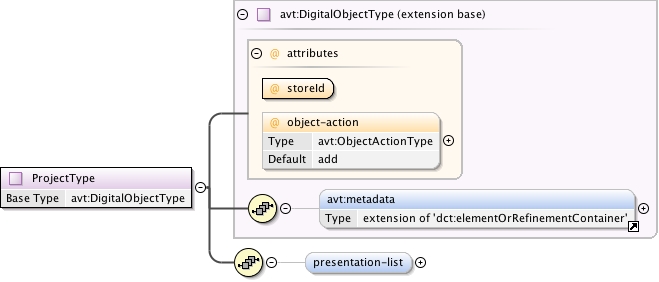 avt:DigitalObjectType (extension base)
@ attributes
@ storeId
@ object-action
Type avt:ObjectActionType
Default add
ProjectType
Base Type avt:DigitalObjectType
avt:metadata
Type extension of 'dct:elementOrRefinementContainer'
presentation-list